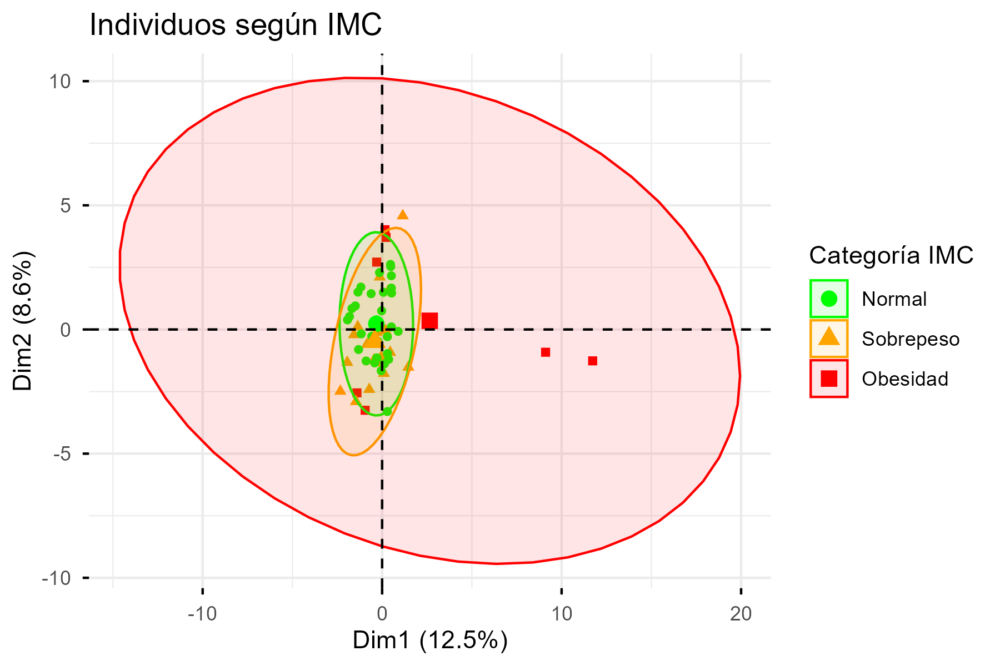 Individuos según IMC
10
5
0
-5
-10
Dim2 (8.6%)
-10
0
10
20
Dim1 (12.5%)
Categoría IMC
Normal
Sobrepeso
Obesidad